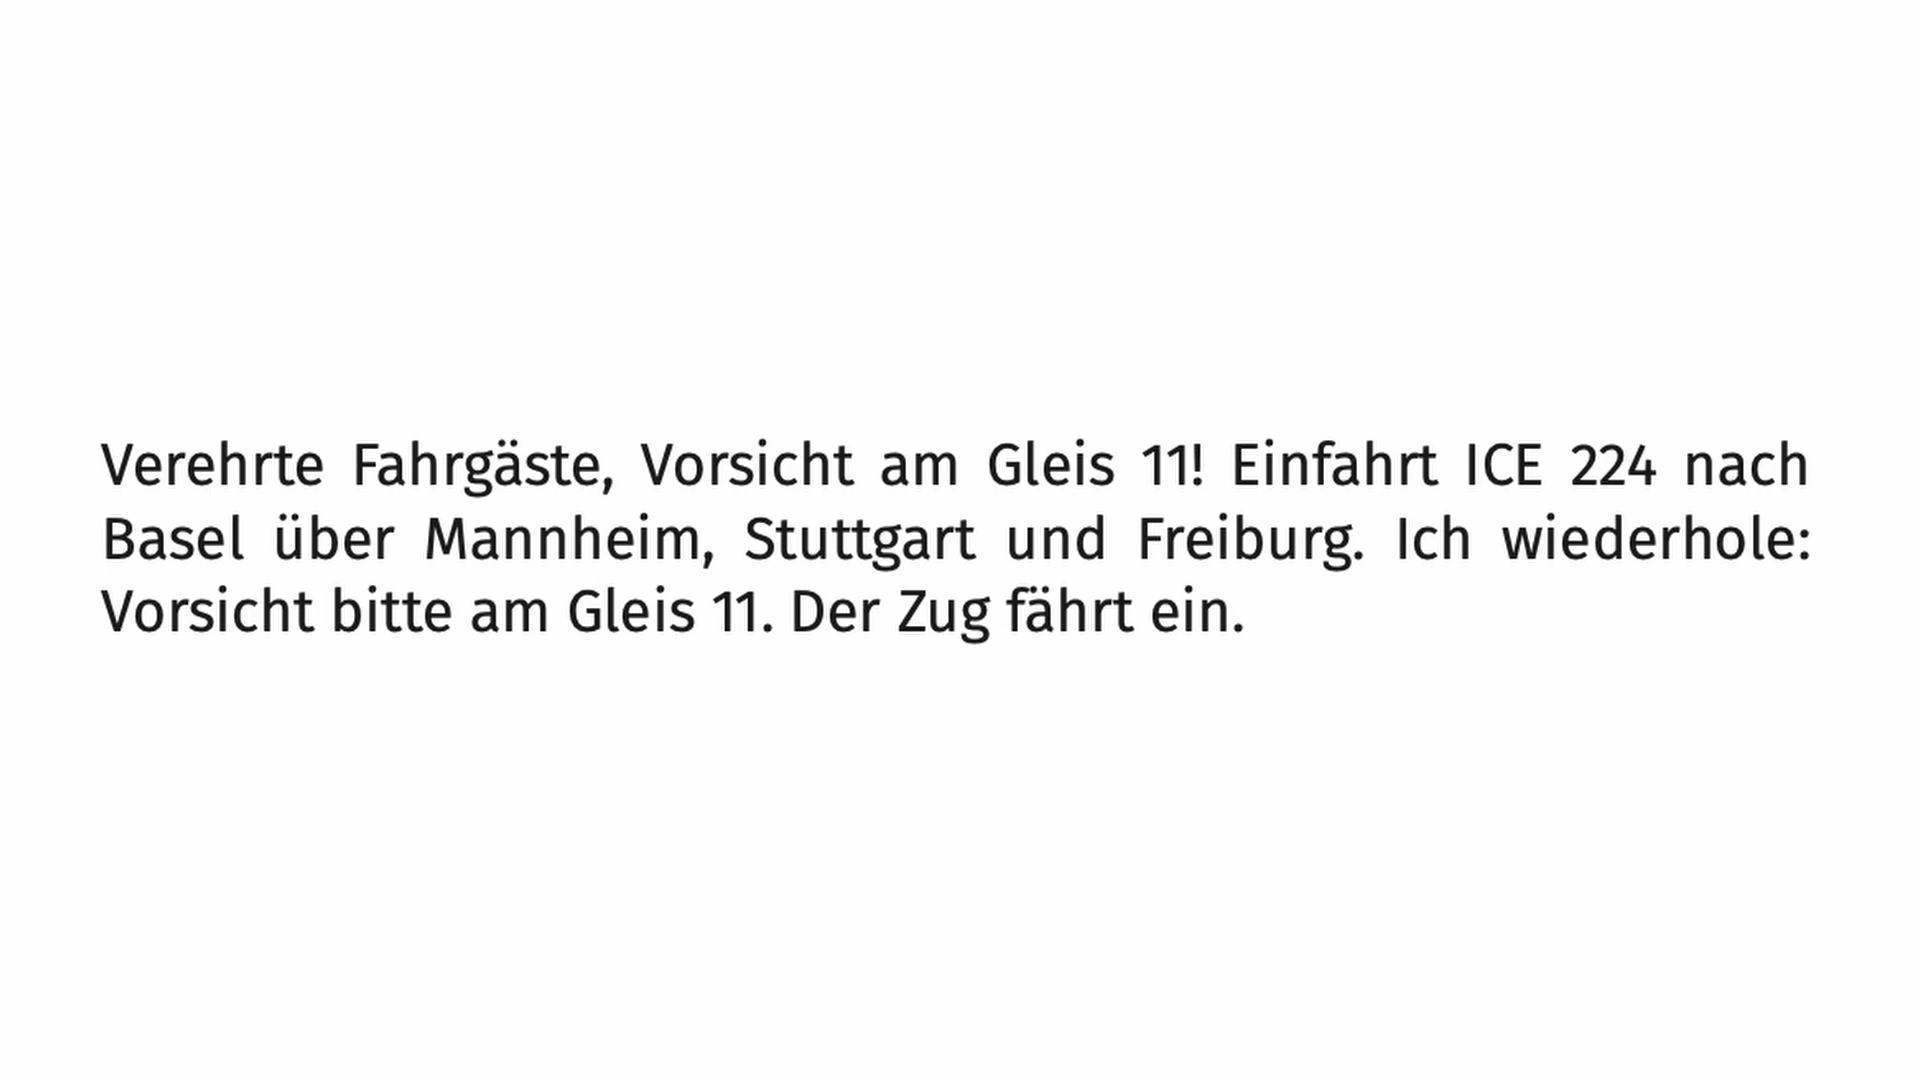 Verehrte Fahrgäste, Vorsicht am Gleis 11! Einfahrt ICE 224 nach
Basel über Mannheim, Stuttgart und Freiburg. Ich wiederhole:
Vorsicht bitte am Gleis 11. Der Zug fährt ein.